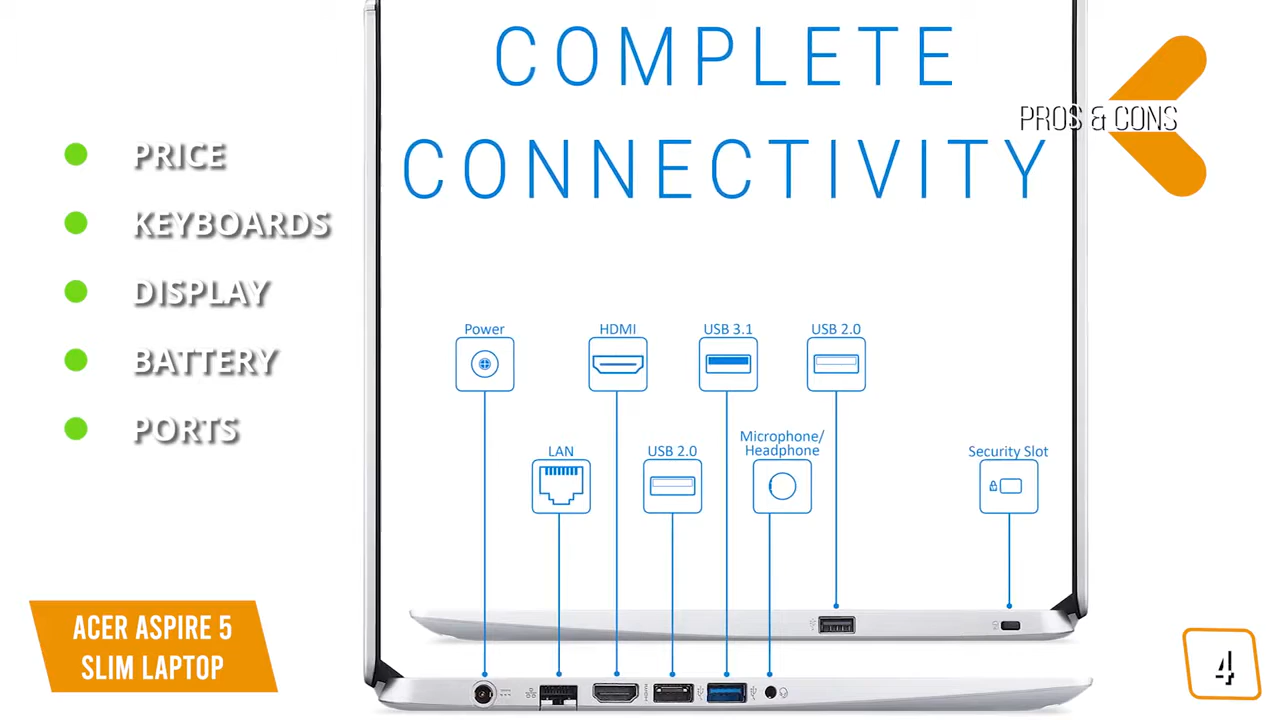 COMPLETE
CONNECTIVITY
PROS & CONS
PRICE
KEYBOARDS
DISPLAY
BATTERY
PORTS
Power
HDMI
USB 3.1
USB 2.0
LAN
USB 2.0
Microphone/
Headphone
Security Slot
ACER ASPIRE 5
SLIM LAPTOP
4